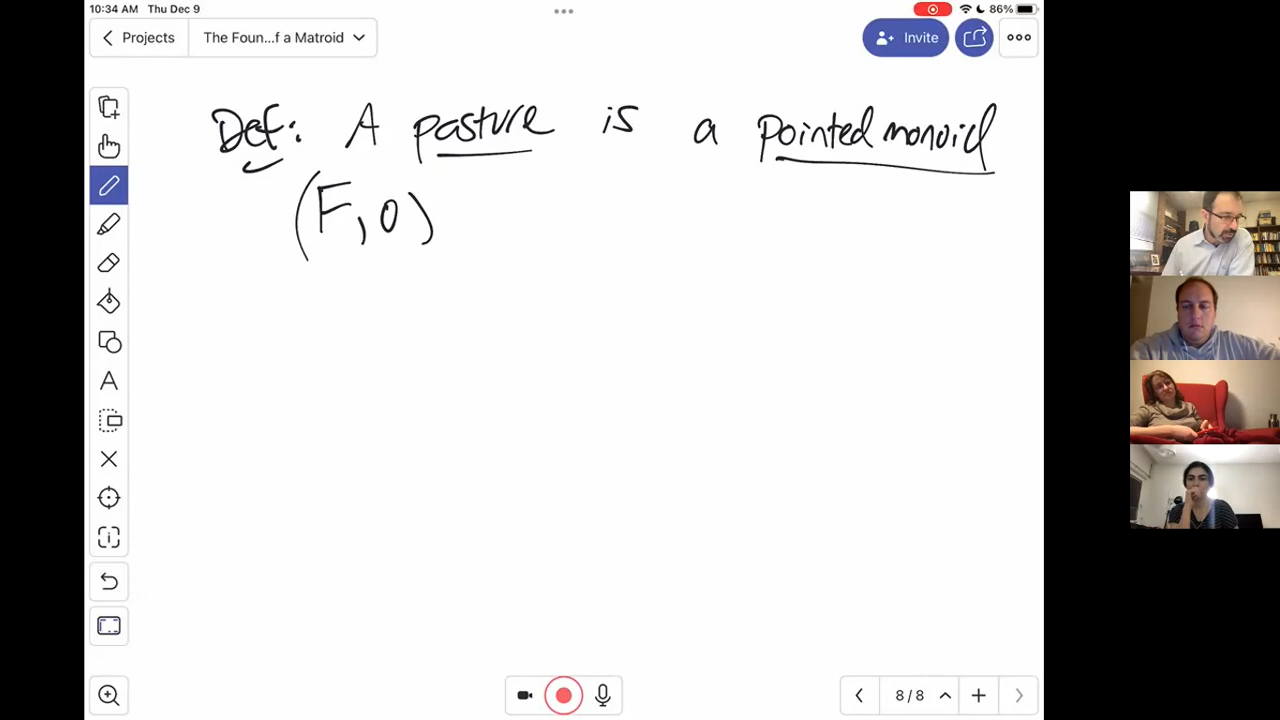 10:34 AM Thu Dec 9
86%
Projects
The Foun...f a Matroid
Invite
Def: A pasture is a pointed monoid
(F, 0)
A
8/8